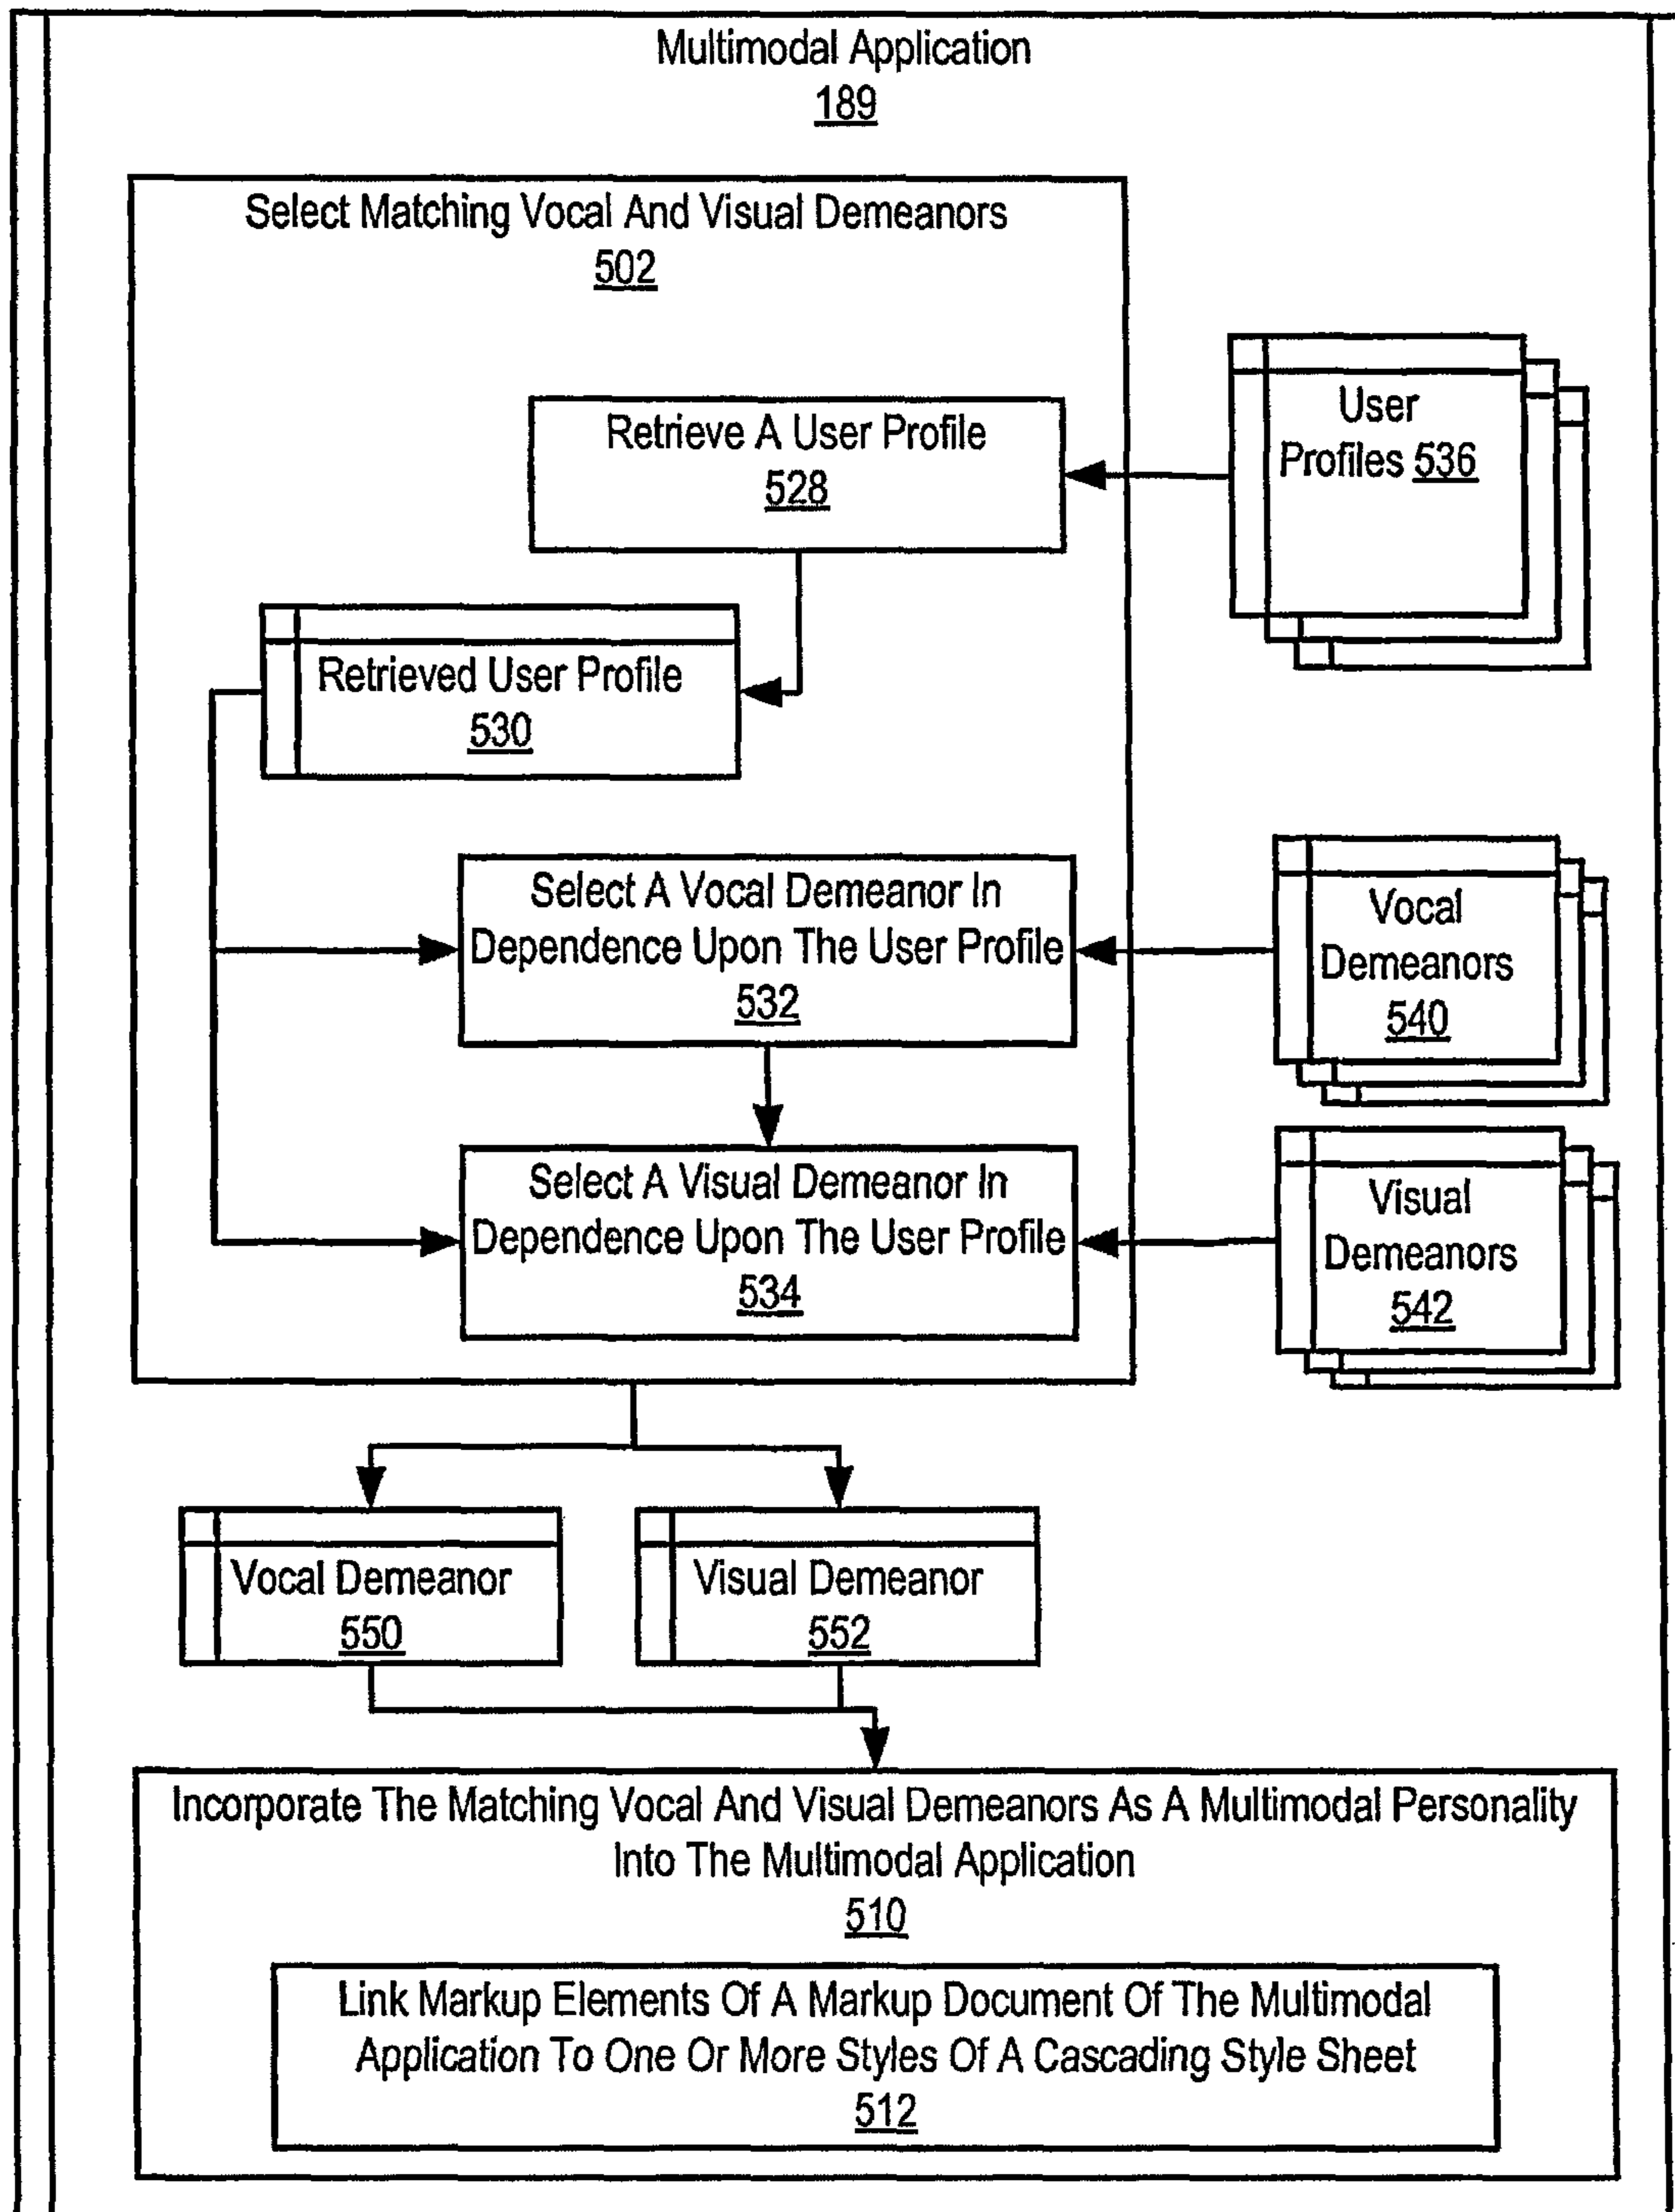 Multimodal Application
189
Select Matching Vocal And Visual Demeanors
502
Retrieve A User Profile
528
User
Profiles 536
Retrieved User Profile
530
Select A Vocal Demeanor In
Dependence Upon The User Profile
532
Vocal
Demeanors
540
Select A Visual Demeanor In
Dependence Upon The User Profile
534
Visual
Demeanors
542
Vocal Demeanor
550
Visual Demeanor
552
Incorporate The Matching Vocal And Visual Demeanors As A Multimodal Personality
Into The Multimodal Application
510
Link Markup Elements Of A Markup Document Of The Multimodal
Application To One Or More Styles Of A Cascading Style Sheet
512